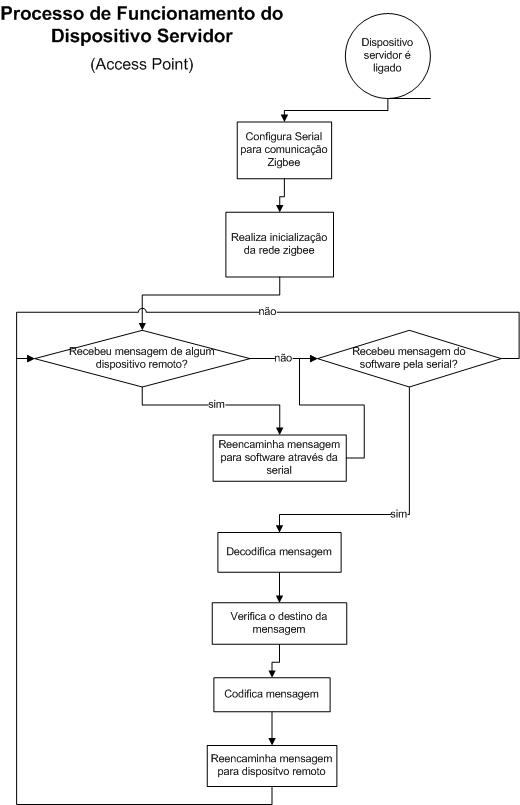 Processo de Funcionamento do
Dispositivo Servidor
(Access Point)
Dispositivo
servidor é
ligado
Configura Serial
para comunicação
Zigbee
Realiza inicialização
da rede zigbee
não
Recebeu mensagem de algum
dispositivo remoto?
não
Recebeu mensagem do
software pela serial?
sim
Reencaminha mensagem
para software através da
serial
sim
Decodifica mensagem
Verifica o destino da
mensagem
Codifica mensagem
Reencaminha mensagem
para dispositvo remoto